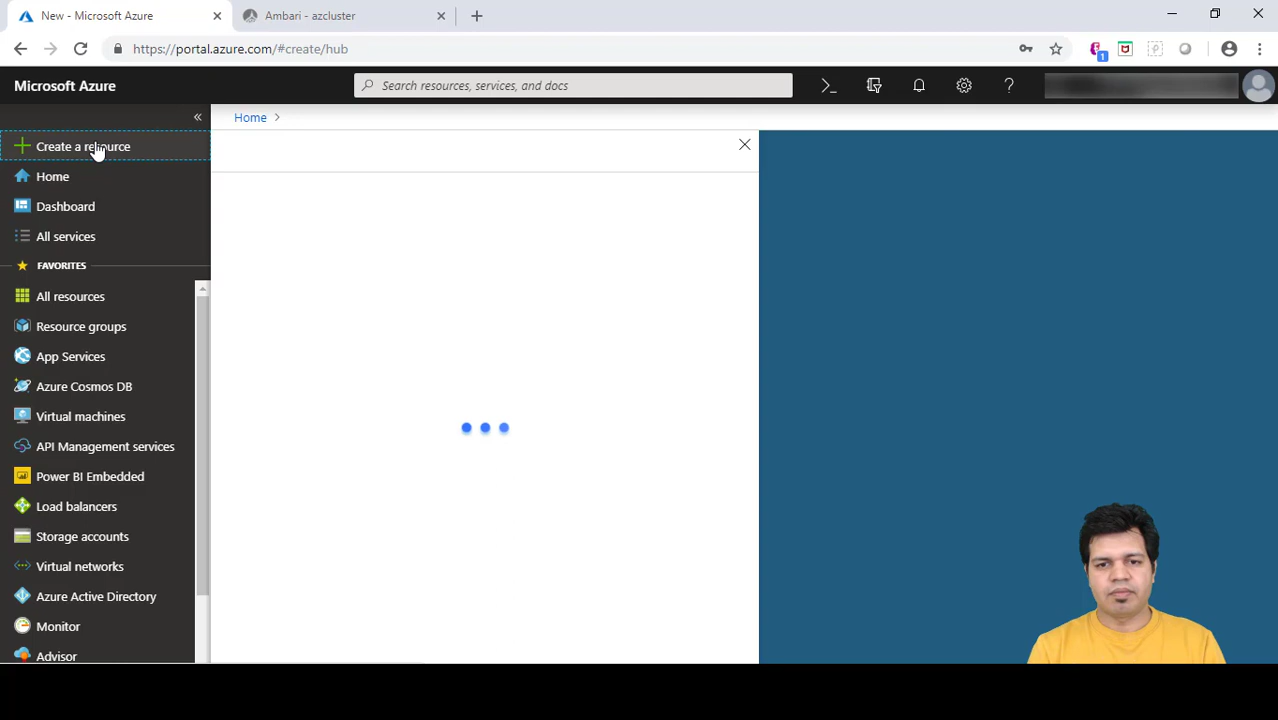 New - Microsoft Azure
Ambari - azcluster
https://portal.azure.com/#create/hub
1
Microsoft Azure
Search resources, services, and docs
Home
Create a resource
Home
Dashboard
All services
FAVORITES
All resources
Resource groups
App Services
Azure Cosmos DB
Virtual machines
API Management services
Power BI Embedded
Load balancers
Storage accounts
Virtual networks
Azure Active Directory
Monitor
Advisor